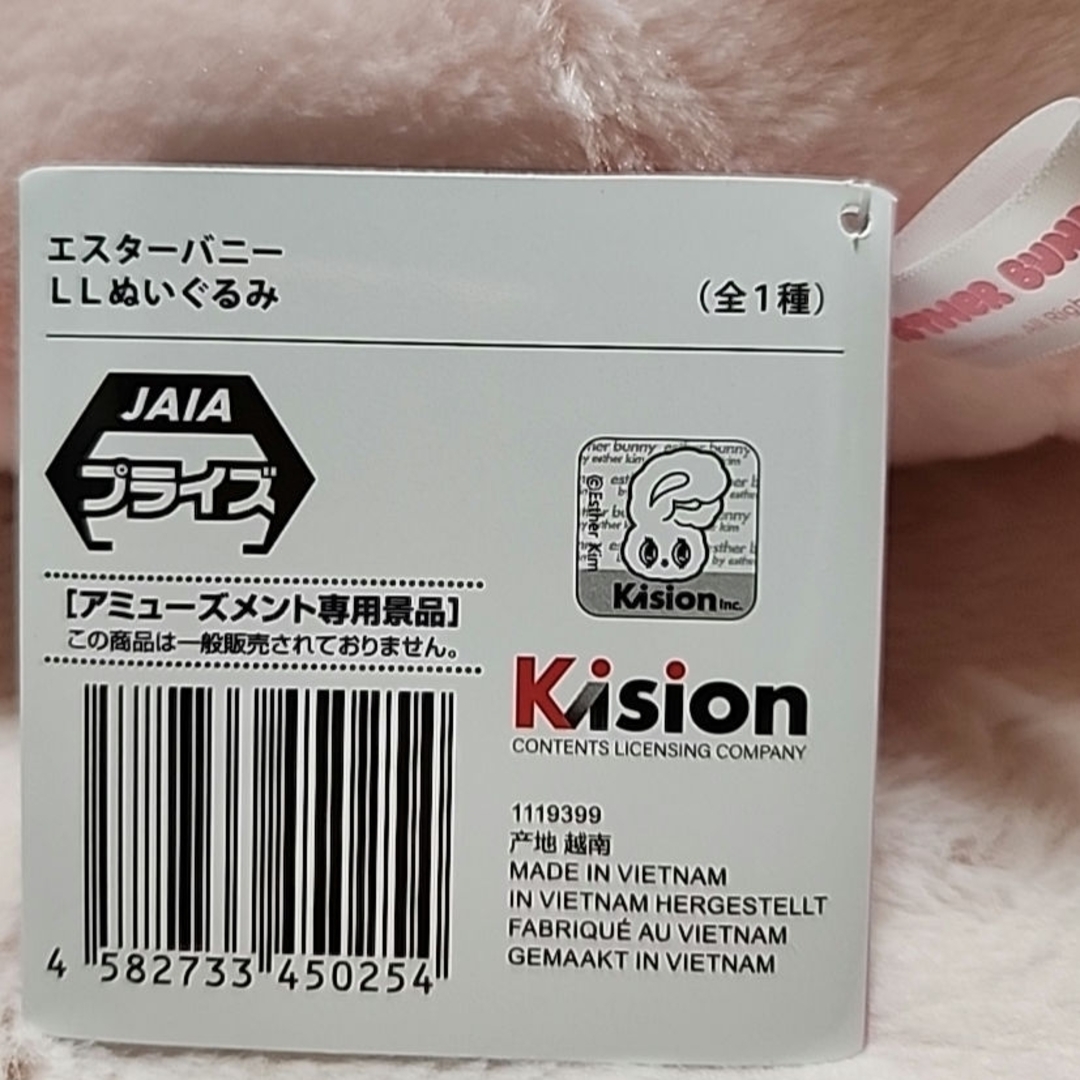 エスターバニー
LLぬいぐるみ
(全1種)
JAIA
プライズ
[アミューズメント専用景品]
この商品は一般販売されておりません。
4 582733 450254
©Esther Kim
Kision Inc.
Kision
CONTENTS LICENSING COMPANY
1119399
产地 越南
MADE IN VIETNAM
IN VIETNAM HERGESTELLT
FABRIQUÉ AU VIETNAM
GEMAAKT IN VIETNAM